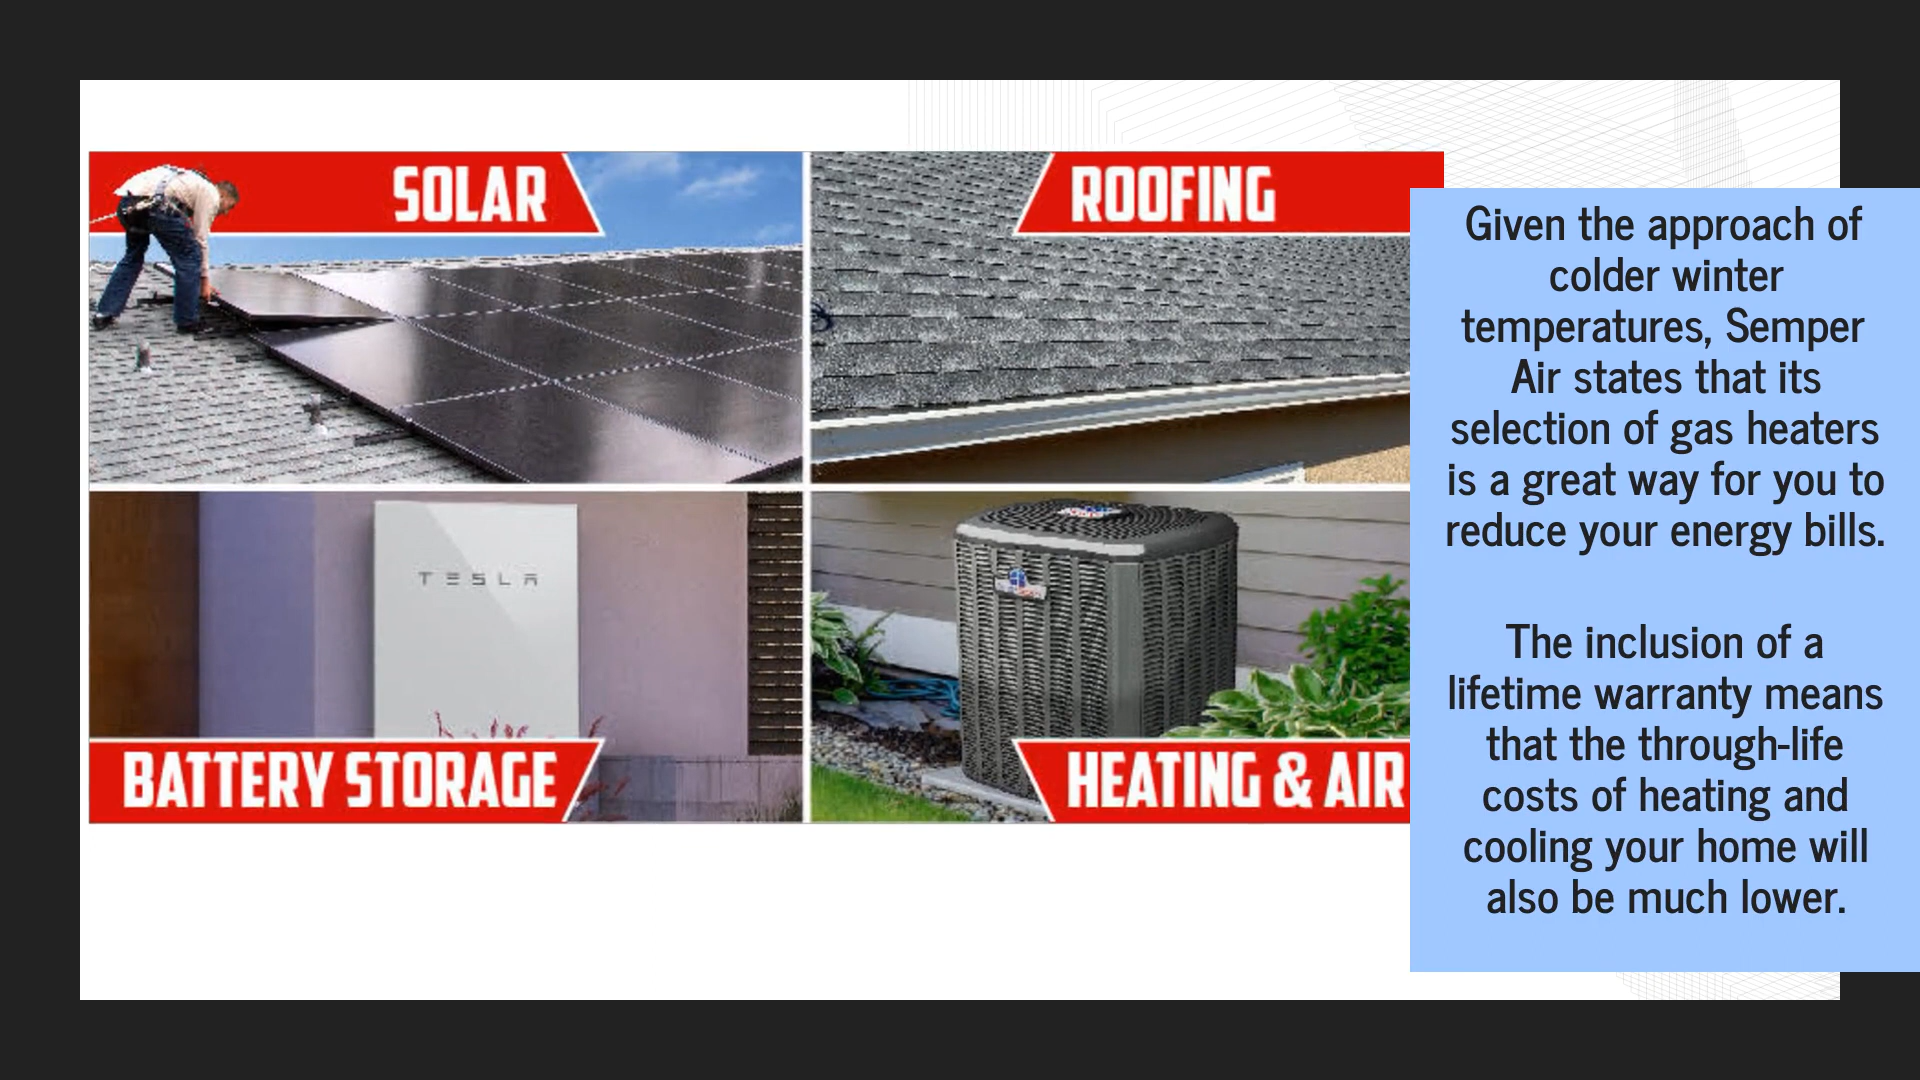 SOLAR
ROOFING
TESLA
BATTERY STORAGE
HEATING & AIR
Given the approach of
colder winter
temperatures, Semper
Air states that its
selection of gas heaters
is a great way for you to
reduce your energy bills.
The inclusion of a
lifetime warranty means
that the through-life
costs of heating and
cooling your home will
also be much lower.